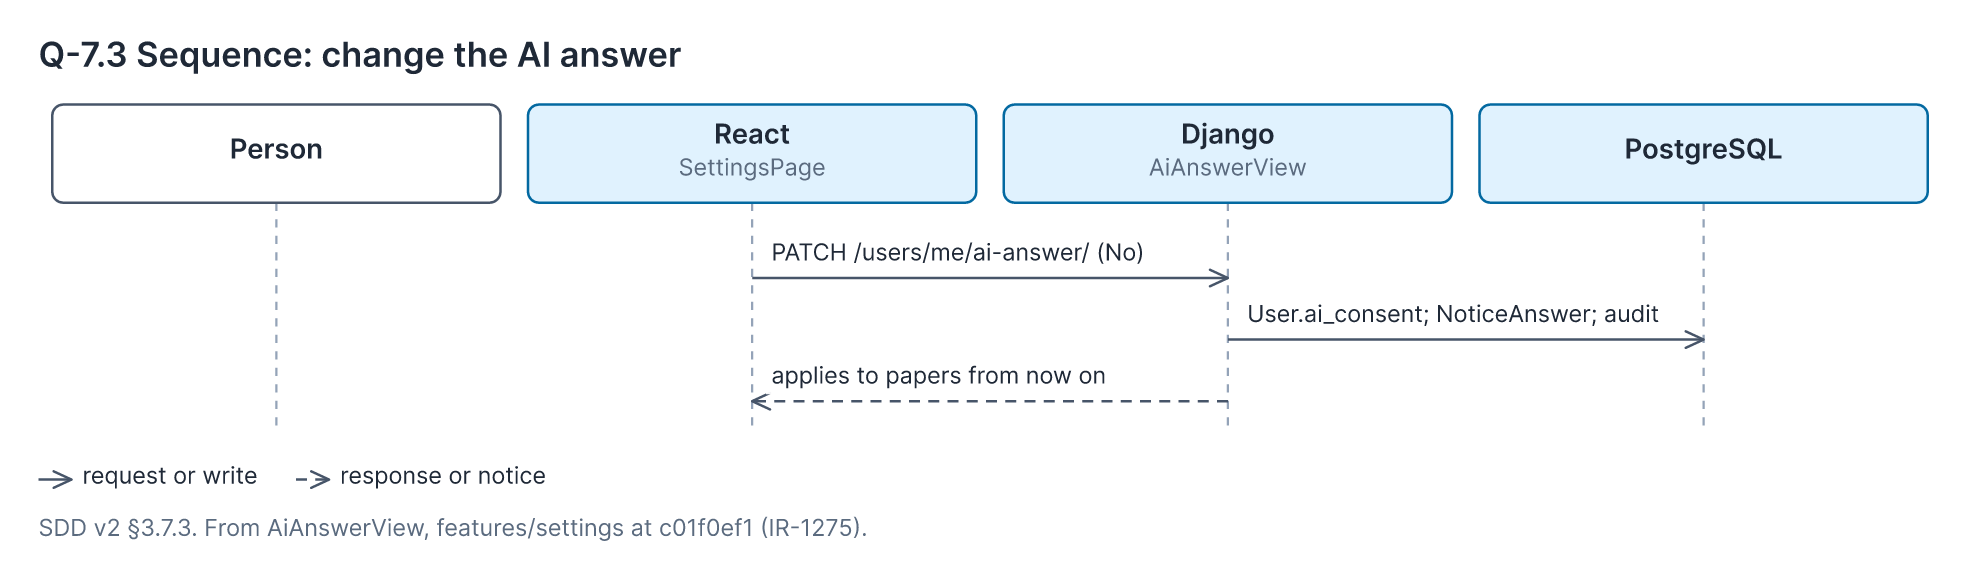 Q-7.3 Sequence: change the AI answer
Person
React
SettingsPage
Django
AiAnswerView
PostgreSQL
PATCH /users/me/ai-answer/ (No)
User.ai_consent; NoticeAnswer; audit
applies to papers from now on
request or write
response or notice
SDD v2 §3.7.3. From AiAnswerView, features/settings at c01f0ef1 (IR-1275).